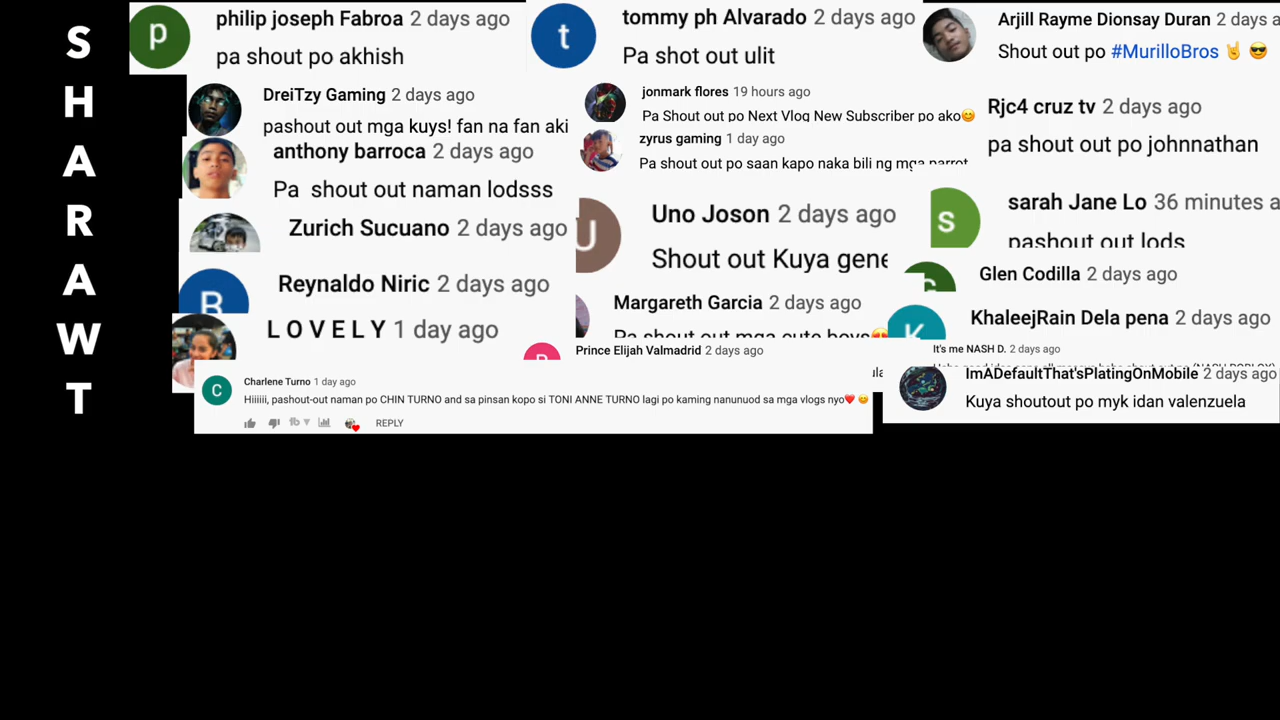 S
H
A
R
A
W
T
p
philip joseph Fabroa 2 days ago
pa shout po akhish
t
tommy ph Alvarado 2 days ago
Pa shot out ulit
Arjill Rayme Dionsay Duran 2 days a
Shout out po #MurilloBros 🤘 😎
DreiTzy Gaming 2 days ago
pashout out mga kuys! fan na fan aki
jonmark flores 19 hours ago
Pa Shout out po Next Vlog New Subscriber po ako😊
Rjc4 cruz tv 2 days ago
pa shout out po johnnathan
anthony barroca 2 days ago
Pa shout out naman lodsss
zyrus gaming 1 day ago
Pa shout out po saan kapo naka bili ng mga parrot
Zurich Sucuano 2 days ago
U
Uno Joson 2 days ago
Shout out Kuya gene
s
sarah Jane Lo 36 minutes a
pashout out lods
R
Reynaldo Niric 2 days ago
Margareth Garcia 2 days ago
Pa shout out mga cute boys😍
G
Glen Codilla 2 days ago
L O V E L Y 1 day ago
P
Prince Elijah Valmadrid 2 days ago
K
KhaleejRain Dela pena 2 days ago
It's me NASH D. 2 days ago
C
Charlene Turno 1 day ago
Hiiiiii, pashout-out naman po CHIN TURNO and sa pinsan kopo si TONI ANNE TURNO lagi po kaming nanunuod sa mga vlogs nyo❤️ 😊
REPLY
ImADefaultThat'sPlatingOnMobile 2 days ago
Kuya shoutout po myk idan valenzuela